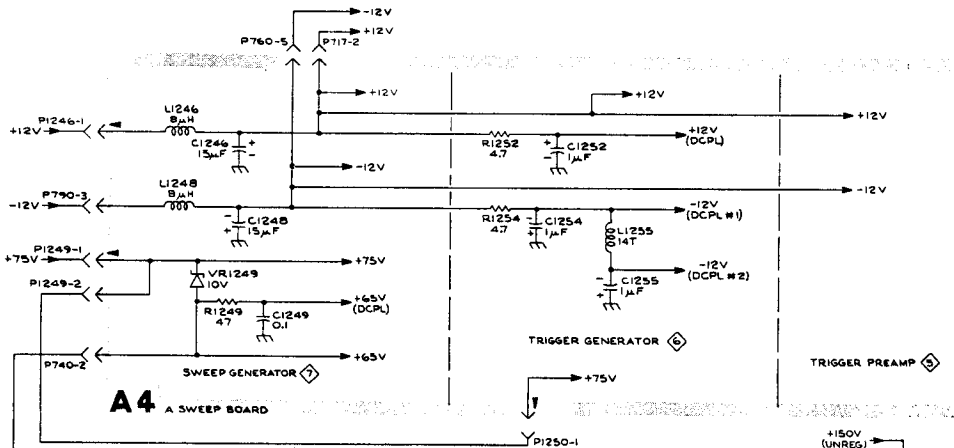 -12V
+12V
P760-5
P717-2
+12V
+12V
L1246
8µH
P1246-1
+12V
C1246
15µF
+
-
+12V
R1252
4.7
+
-
C1252
1µF
+12V
(DCPL)
-12V
L1248
8µH
P790-3
-12V
-
+
C1248
15µF
-12V
R1254
4.7
-
+
C1254
1µF
-12V
(DCPL #1)
L1255
14T
-12V
(DCPL #2)
-
+
C1255
1µF
P1249-1
+75V
+75V
P1249-2
VR1249
10V
R1249
47
C1249
0.1
+65V
(DCPL)
P740-2
+65V
SWEEP GENERATOR 7
TRIGGER GENERATOR 6
TRIGGER PREAMP 5
A4 A SWEEP BOARD
+75V
P1250-1
+150V
(UNREG)